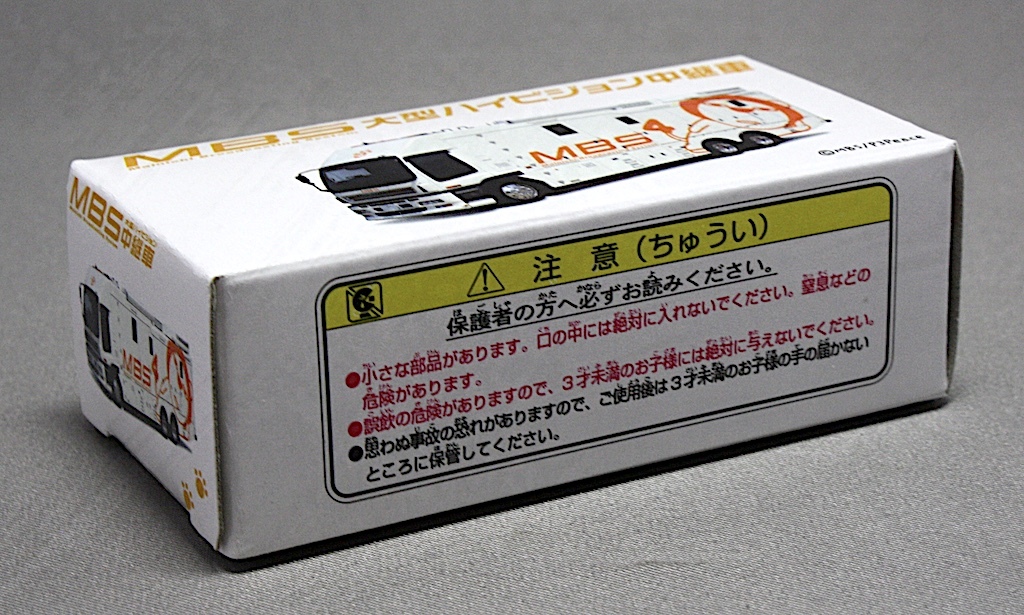 MBS 大型ハイビジョン中継車
MBS4
©MBS/P3PEACE
MBS
中継車
MBS4
注 意(ちゅうい)
保護者の方へ必ずお読みください。
●小さな部品があります。口の中には絶対に入れないでください。窒息などの
危険があります。
●誤飲の危険がありますので、3才未満のお子様には絶対に与えないでください。
●思わぬ事故の恐れがありますので、ご使用後は3才未満のお子様の手の届かない
ところに保管してください。